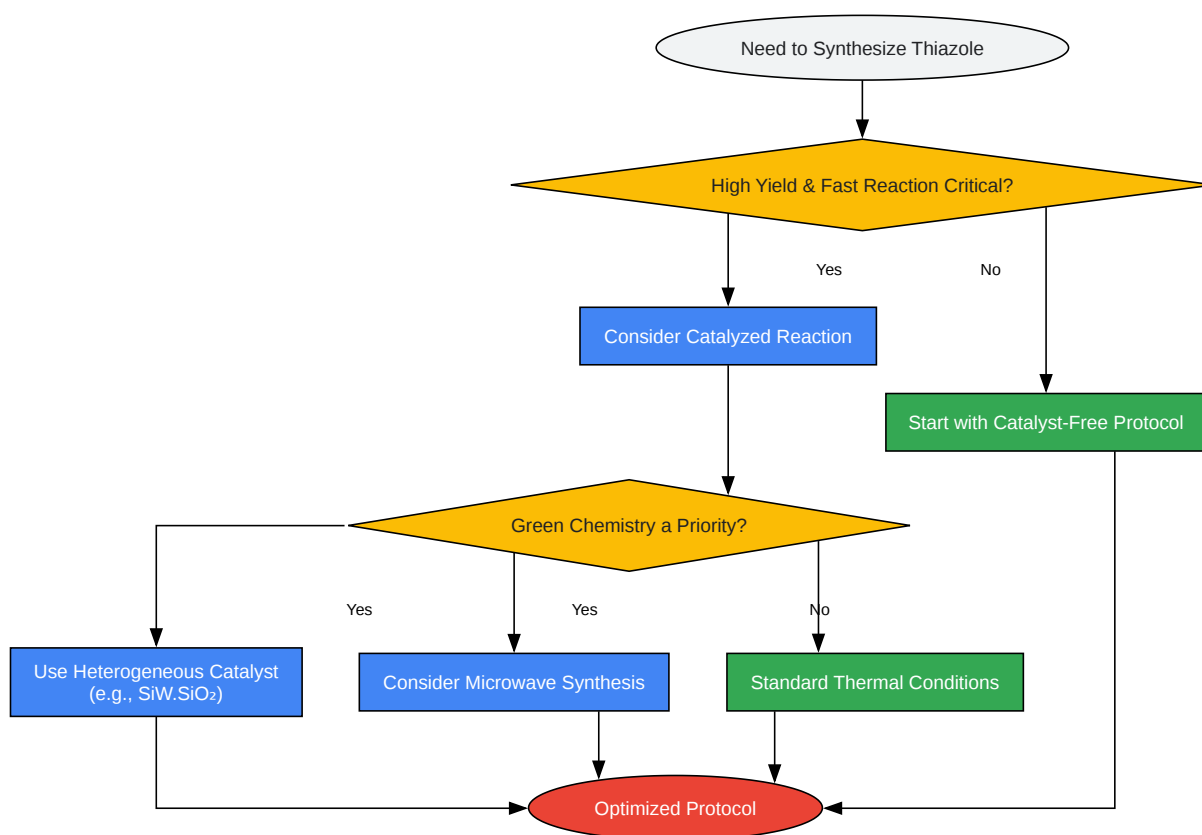 Need to Synthesize Thiazole
High Yield & Fast Reaction Critical?
Yes
No
Consider Catalyzed Reaction
Start with Catalyst-Free Protocol
Green Chemistry a Priority?
Yes
Yes
No
Use Heterogeneous Catalyst
(e.g., SiW.SiO₂)
Consider Microwave Synthesis
Standard Thermal Conditions
Optimized Protocol